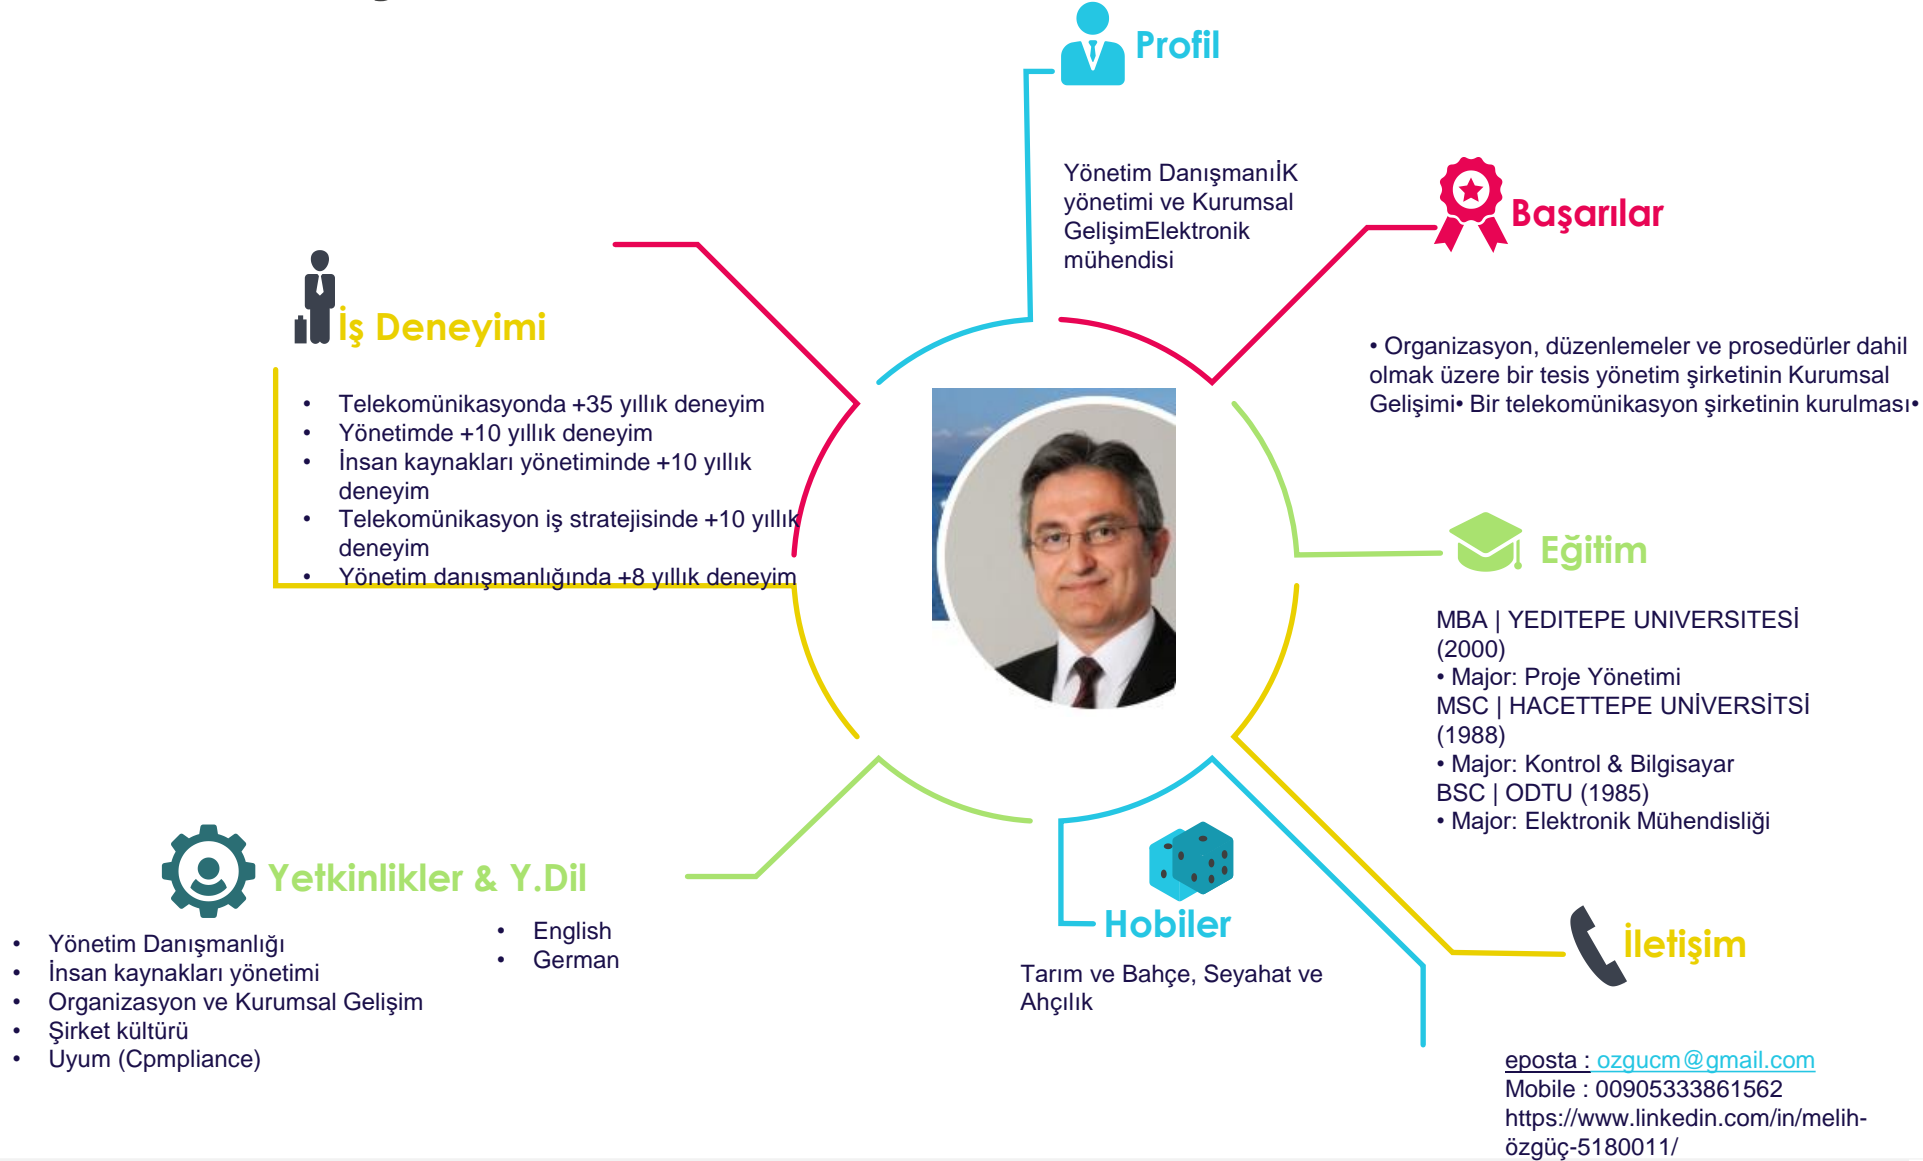 Profil
Yönetim DanışmanıİK
yönetimi ve Kurumsal
GelişimElektronik
mühendisi
Başarılar
• Organizasyon, düzenlemeler ve prosedürler dahil
olmak üzere bir tesis yönetim şirketinin Kurumsal
Gelişimi• Bir telekomünikasyon şirketinin kurulması•
İş Deneyimi
• Telekomünikasyonda +35 yıllık deneyim
• Yönetimde +10 yıllık deneyim
• İnsan kaynakları yönetiminde +10 yıllık
deneyim
• Telekomünikasyon iş stratejisinde +10 yıllık
deneyim
• Yönetim danışmanlığında +8 yıllık deneyim
Eğitim
MBA | YEDITEPE UNIVERSITESİ
(2000)
• Major: Proje Yönetimi
MSC | HACETTEPE UNİVERSİTSİ
(1988)
• Major: Kontrol & Bilgisayar
BSC | ODTU (1985)
• Major: Elektronik Mühendisliği
Yetkinlikler & Y.Dil
• Yönetim Danışmanlığı
• İnsan kaynakları yönetimi
• Organizasyon ve Kurumsal Gelişim
• Şirket kültürü
• Uyum (Cpmpliance)
• English
• German
Hobiler
Tarım ve Bahçe, Seyahat ve
Ahçılık
İletişim
eposta : ozgucm@gmail.com
Mobile : 00905333861562
https://www.linkedin.com/in/melih-
özgüç-5180011/